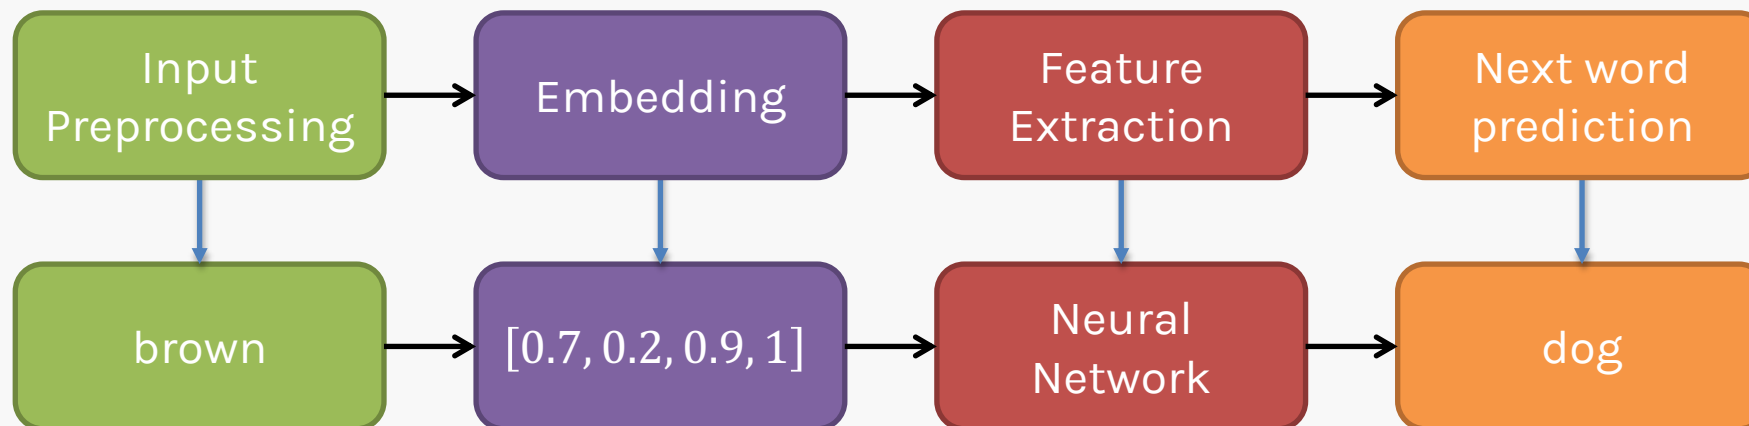 Input
Preprocessing
Embedding
Feature
Extraction
Next word
prediction
brown
[0.7, 0.2, 0.9, 1]
Neural
Network
dog